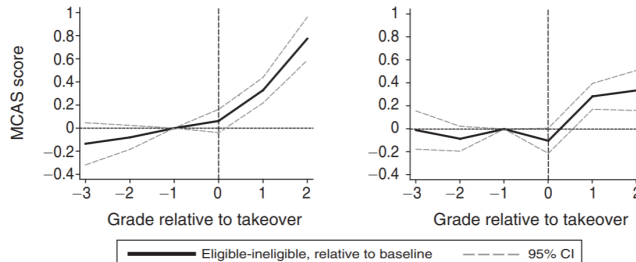 1 1
0.8 0.8
0.6 0.6
0.4 0.4
0.2 0.2
0 0
−0.2 −0.2
−0.4 −0.4
MCAS score
−3 −2 −1 0 1 2 −3 −2 −1 0 1 2
Grade relative to takeover Grade relative to takeover
Eligible-ineligible, relative to baseline 95% CI